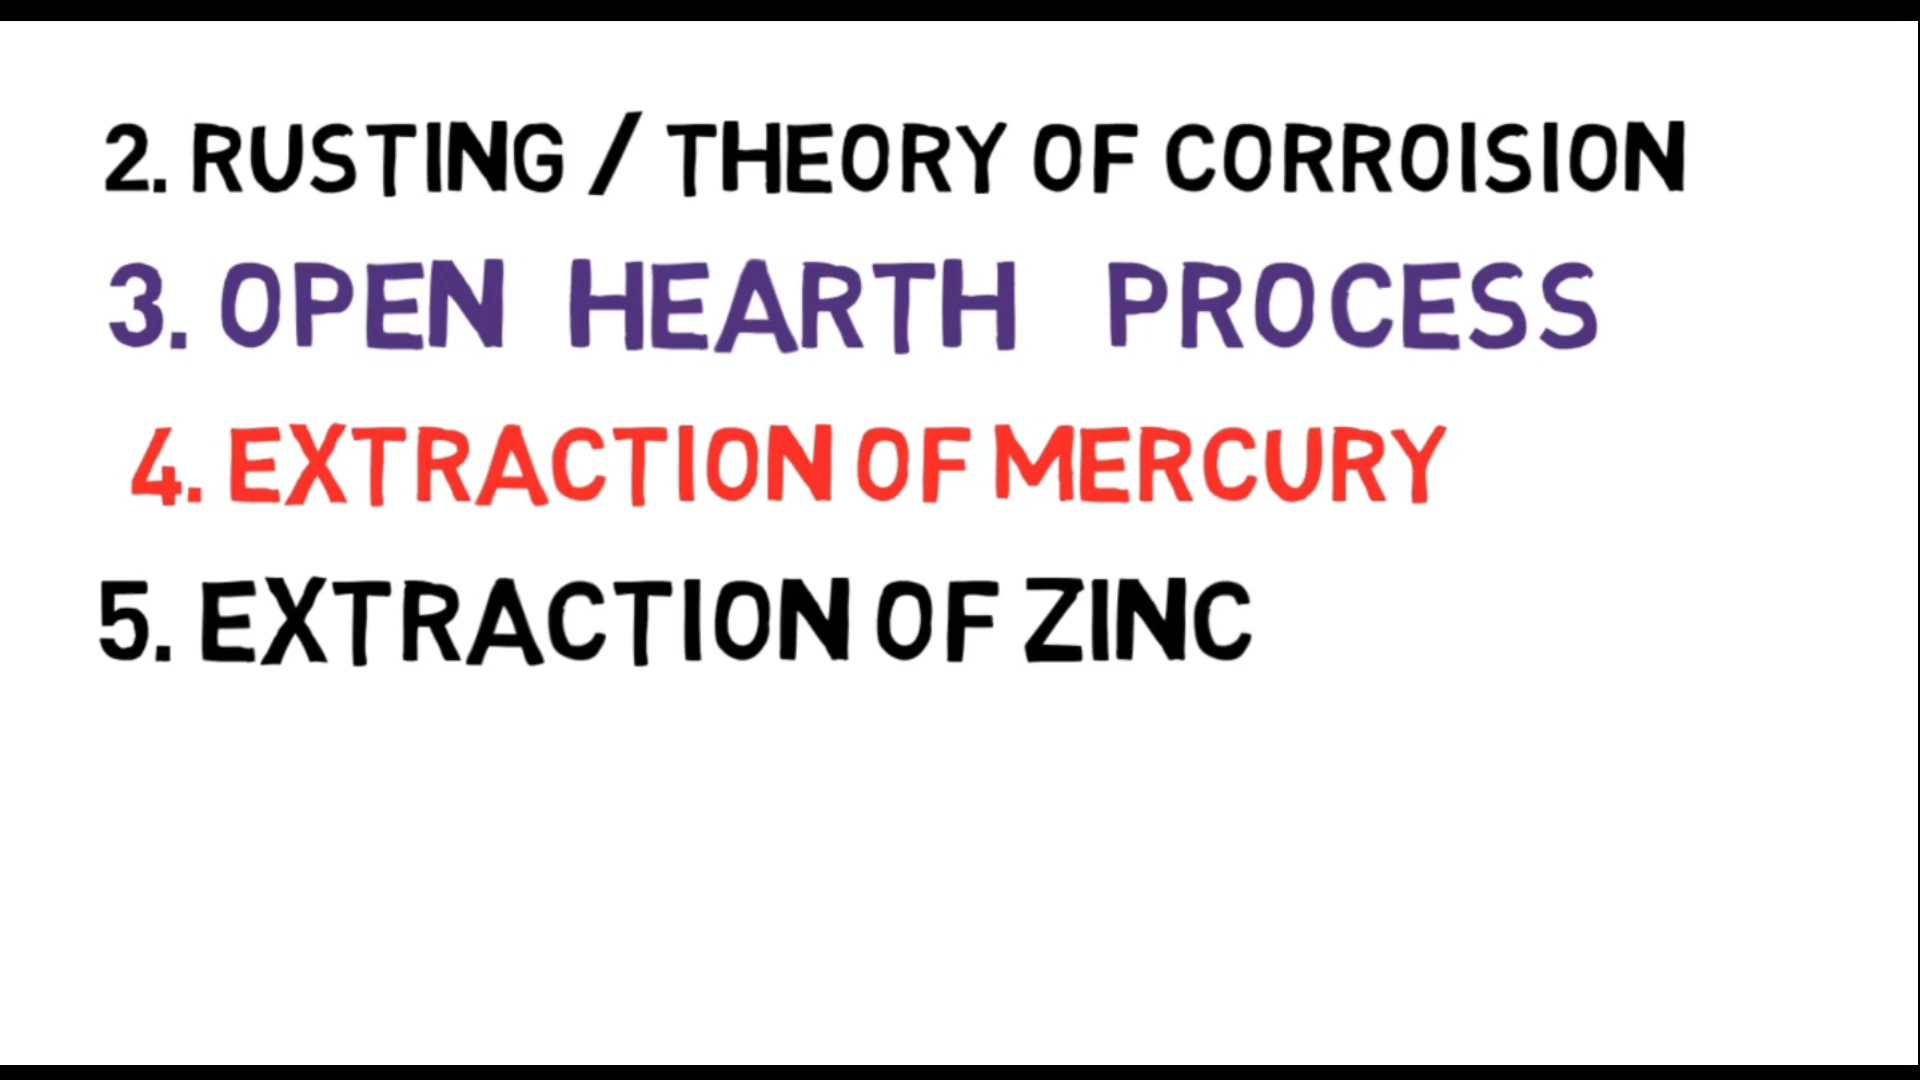 2. RUSTING / THEORY OF CORROISION
3. OPEN HEARTH PROCESS
4. EXTRACTION OF MERCURY
5. EXTRACTION OF ZINC